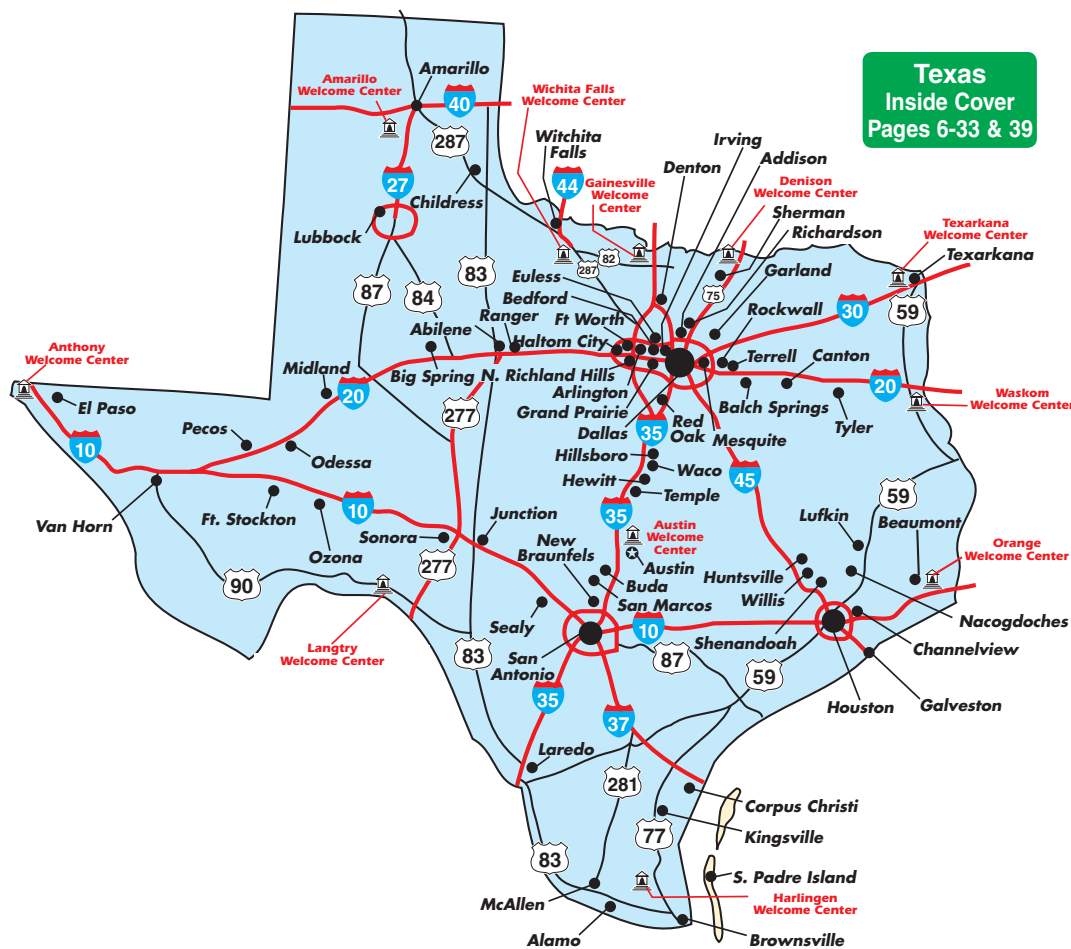 Texas
Inside Cover
Pages 6-33 & 39
Amarillo
Welcome Center
Amarillo
40
287
Wichita Falls
Welcome Center
Witchita
Falls
44
Gainesville
Welcome
Center
Denton
Irving
Addison
Denison
Welcome Center
Sherman
Richardson
Garland
Texarkana
Welcome Center
Texarkana
27
Childress
Lubbock
83
87
84
287
82
75
Euless
Bedford
Ft Worth
Haltom City
Ranger
Abilene
Rockwall
30
59
Anthony
Welcome Center
El Paso
Midland
20
Big Spring
N. Richland Hills
Arlington
Grand Prairie
Dallas
Terrell
Canton
20
Waskom
Welcome Center
Balch Springs
Tyler
Red
Oak
Mesquite
277
10
Pecos
Odessa
35
Hillsboro
Waco
Hewitt
Temple
45
59
Van Horn
Ft. Stockton
Ozona
10
Sonora
Junction
35
Austin
Welcome
Center
Austin
Lufkin
Beaumont
Orange
Welcome Center
90
277
New
Braunfels
Buda
San Marcos
Huntsville
Willis
Langtry
Welcome Center
Sealy
83
San
Antonio
10
87
Shenandoah
Nacogdoches
Channelview
59
35
37
Houston
Galveston
Laredo
281
Corpus Christi
77
Kingsville
83
S. Padre Island
McAllen
Harlingen
Welcome Center
Alamo
Brownsville